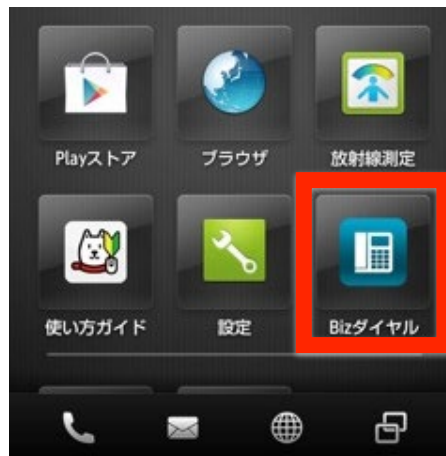 Playストア
ブラウザ
放射線測定
使い方ガイド
設定
Bizダイヤル